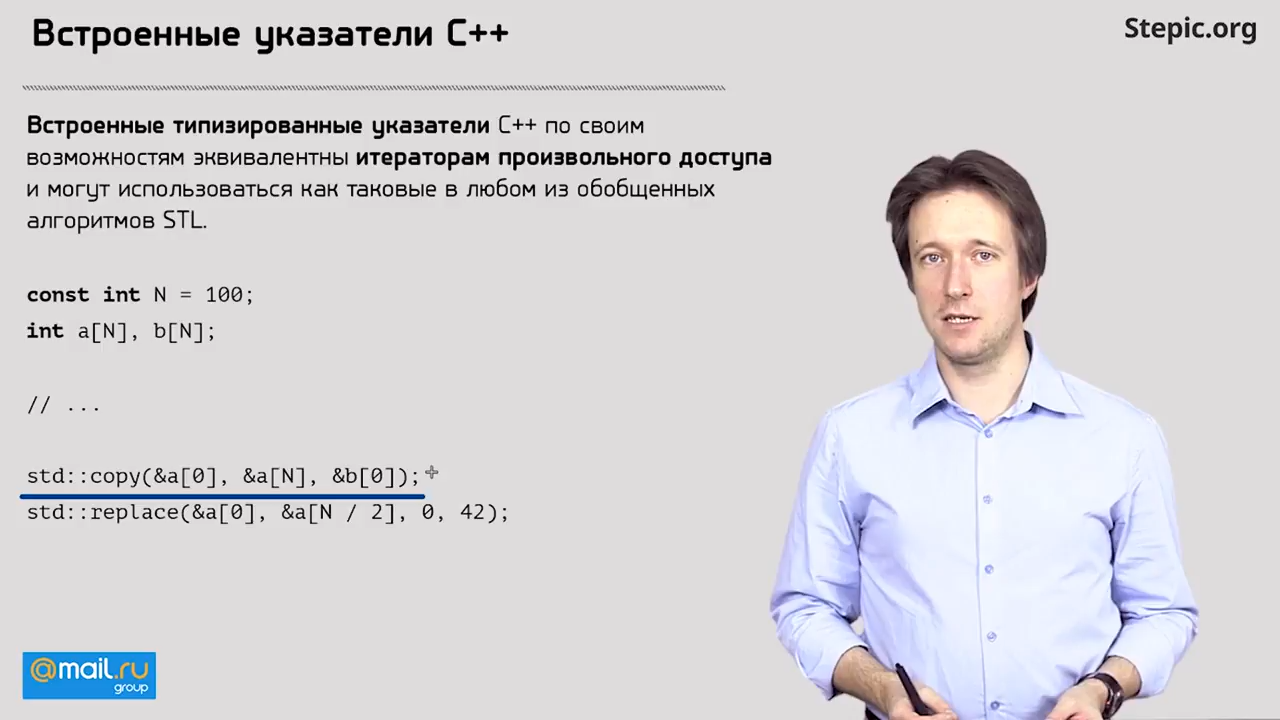 Встроенные указатели C++
Stepic.org
Встроенные типизированные указатели C++ по своим
возможностям эквивалентны итераторам произвольного доступа
и могут использоваться как таковые в любом из обобщенных
алгоритмов STL.
const int N = 100;
int a[N], b[N];
// ...
std::copy(&a[0], &a[N], &b[0]);
std::replace(&a[0], &a[N / 2], 0, 42);
@mail.ru
group